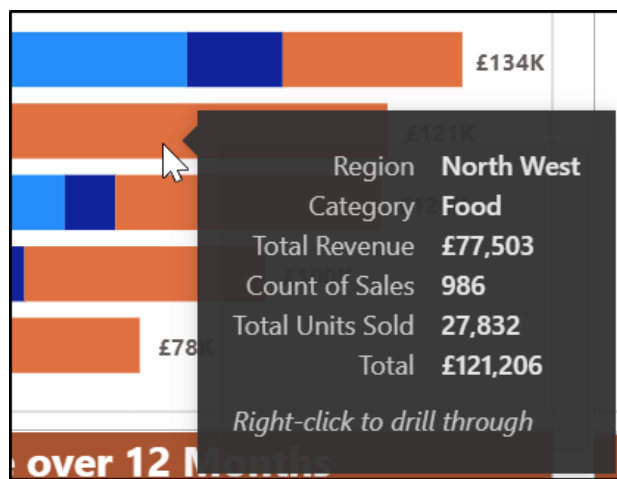 £134K
£121K
Region North West
Category Food
Total Revenue £77,503
Count of Sales 986
Total Units Sold 27,832
Total £121,206
£78K
Right-click to drill through
over 12 Months